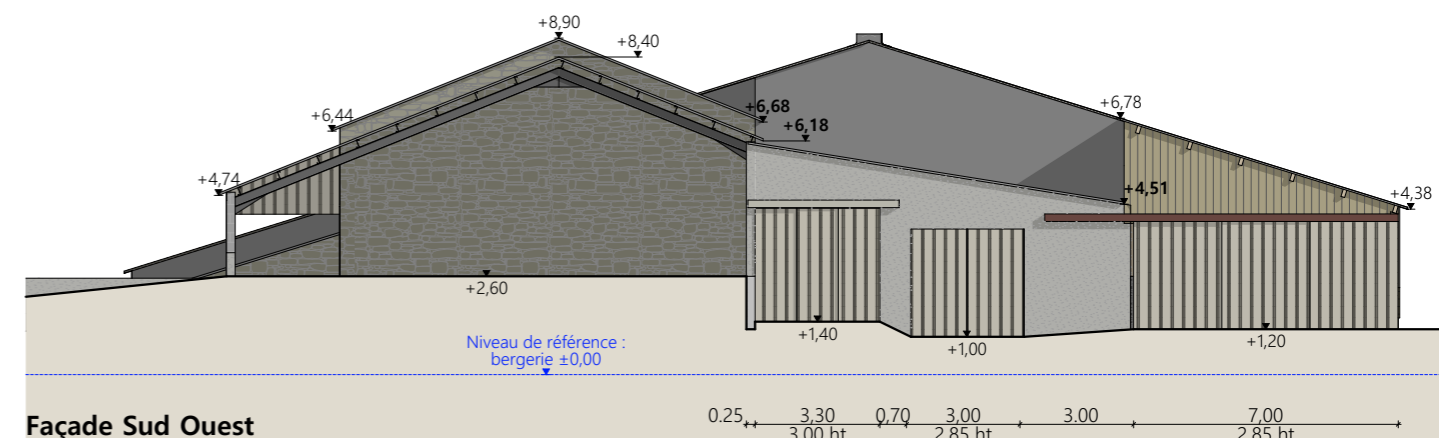 +8,90
+8,40
+6,44
+6,68
+6,78
+6,18
+4,74
+4,51
+4,38
+2,60
+1,40
+1,00
+1,20
Niveau de référence :
bergerie ±0,00
Façade Sud Ouest
0.25 3,30 0,70 3,00 3.00 7,00
3.00 ht 2.85 ht 2.85 ht